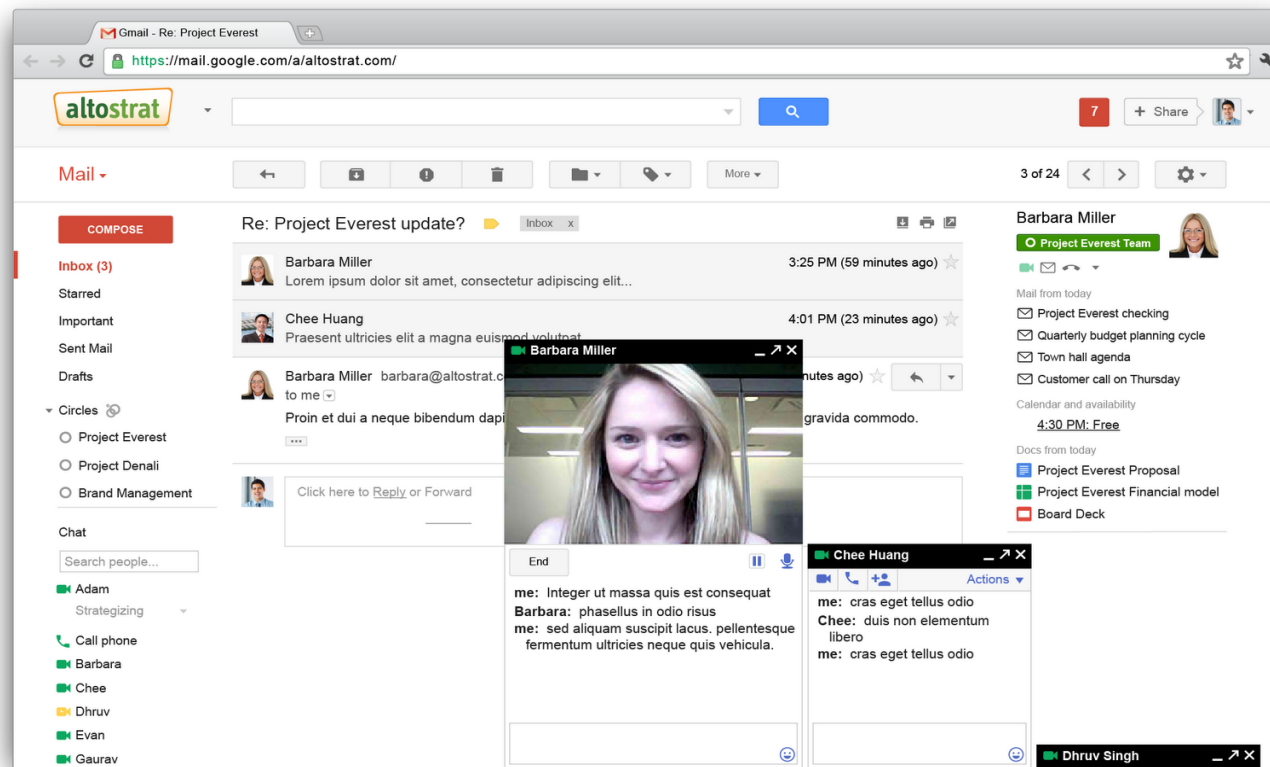 Gmail - Re: Project Everest
https://mail.google.com/a/altostrat.com/
altostrat
7
+ Share
Mail
More
3 of 24
COMPOSE
Inbox (3)
Starred
Important
Sent Mail
Drafts
Circles
Project Everest
Project Denali
Brand Management
Chat
Search people...
Adam
Strategizing
Call phone
Barbara
Chee
Dhruv
Evan
Gaurav
Re: Project Everest update?
Inbox x
Barbara Miller
3:25 PM (59 minutes ago)
Lorem ipsum dolor sit amet, consectetur adipiscing elit...
Chee Huang
4:01 PM (23 minutes ago)
Praesent ultricies elit a magna euismod volutpat
Barbara Miller barbara@altostrat.c
nutes ago)
to me
Proin et dui a neque bibendum dapi
gravida commodo.
Click here to Reply or Forward
Barbara Miller
End
me: Integer ut massa quis est consequat
Barbara: phasellus in odio risus
me: sed aliquam suscipit lacus. pellentesque
fermentum ultricies neque quis vehicula.
Chee Huang
Actions
me: cras eget tellus odio
Chee: duis non elementum
libero
me: cras eget tellus odio
Dhruv Singh
Barbara Miller
Project Everest Team
Mail from today
Project Everest checking
Quarterly budget planning cycle
Town hall agenda
Customer call on Thursday
Calendar and availability
4:30 PM: Free
Docs from today
Project Everest Proposal
Project Everest Financial model
Board Deck